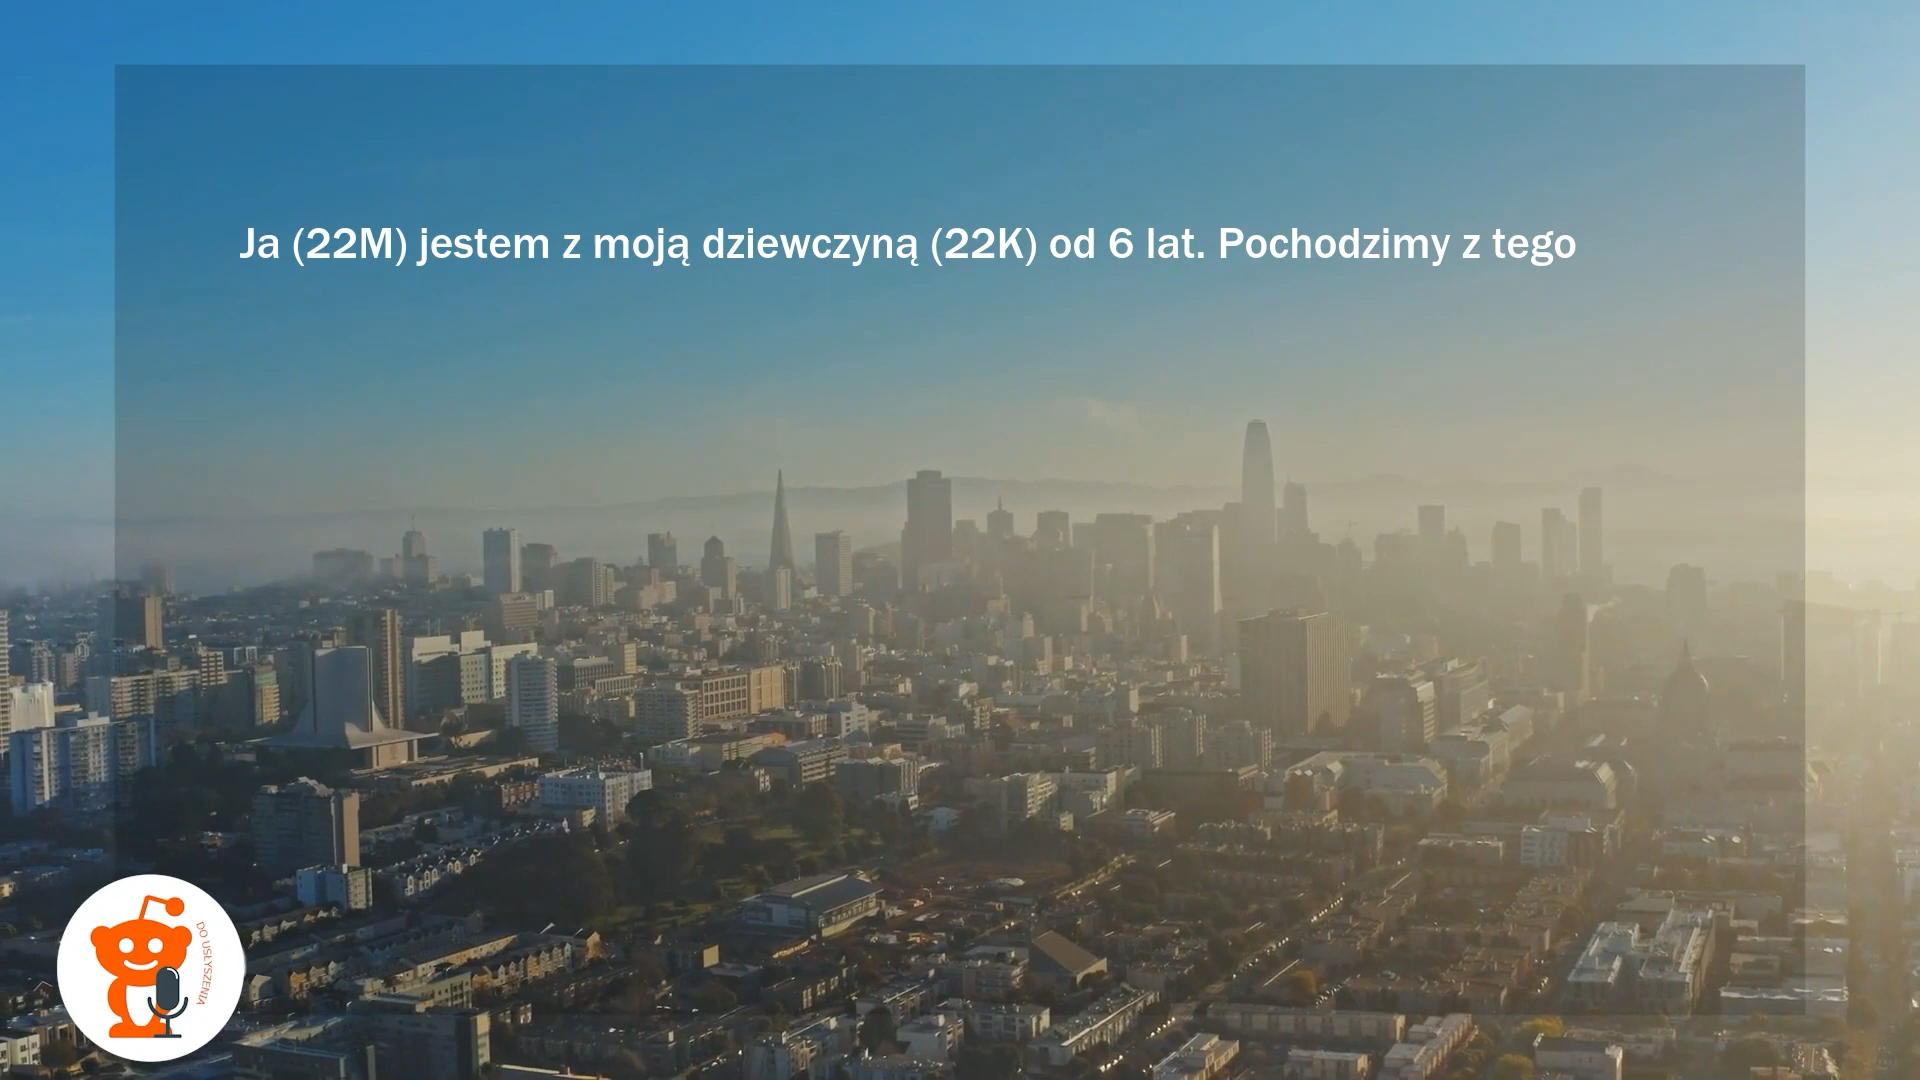 Ja (22M) jestem z moją dziewczyną (22K) od 6 lat. Pochodzimy z tego
DO USŁYSZENIA